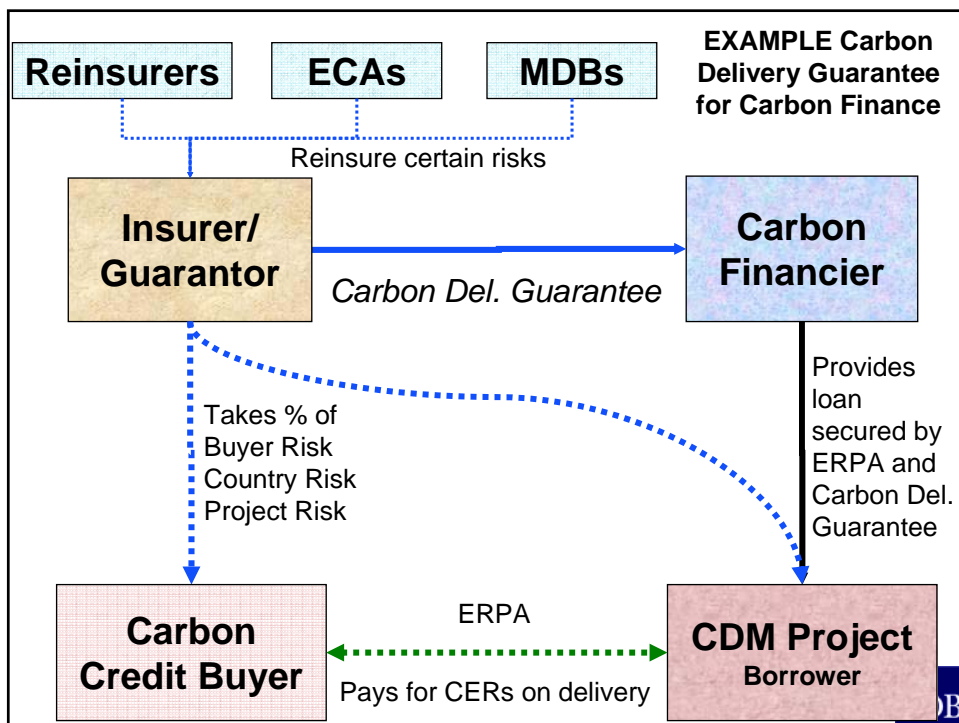 Reinsurers
ECAs
MDBs
EXAMPLE Carbon
Delivery Guarantee
for Carbon Finance
Reinsure certain risks
Insurer/
Guarantor
Carbon Del. Guarantee
Carbon
Financier
Takes % of
Buyer Risk
Country Risk
Project Risk
Provides
loan
secured by
ERPA and
Carbon Del.
Guarantee
Carbon
Credit Buyer
ERPA
Pays for CERs on delivery
CDM Project
Borrower